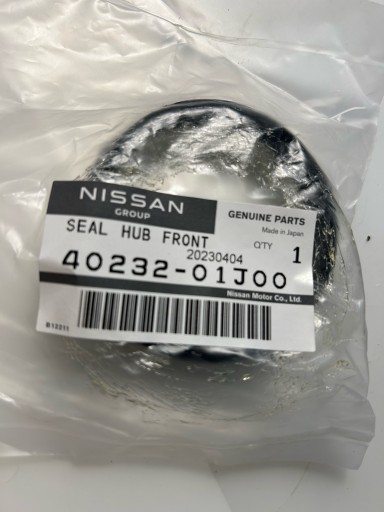 NISSAN
GROUP
GENUINE PARTS
Made in Japan
SEAL HUB FRONT
Q'TY 1
20230404
40232-01J00
Nissan Motor Co., Ltd.
B13211